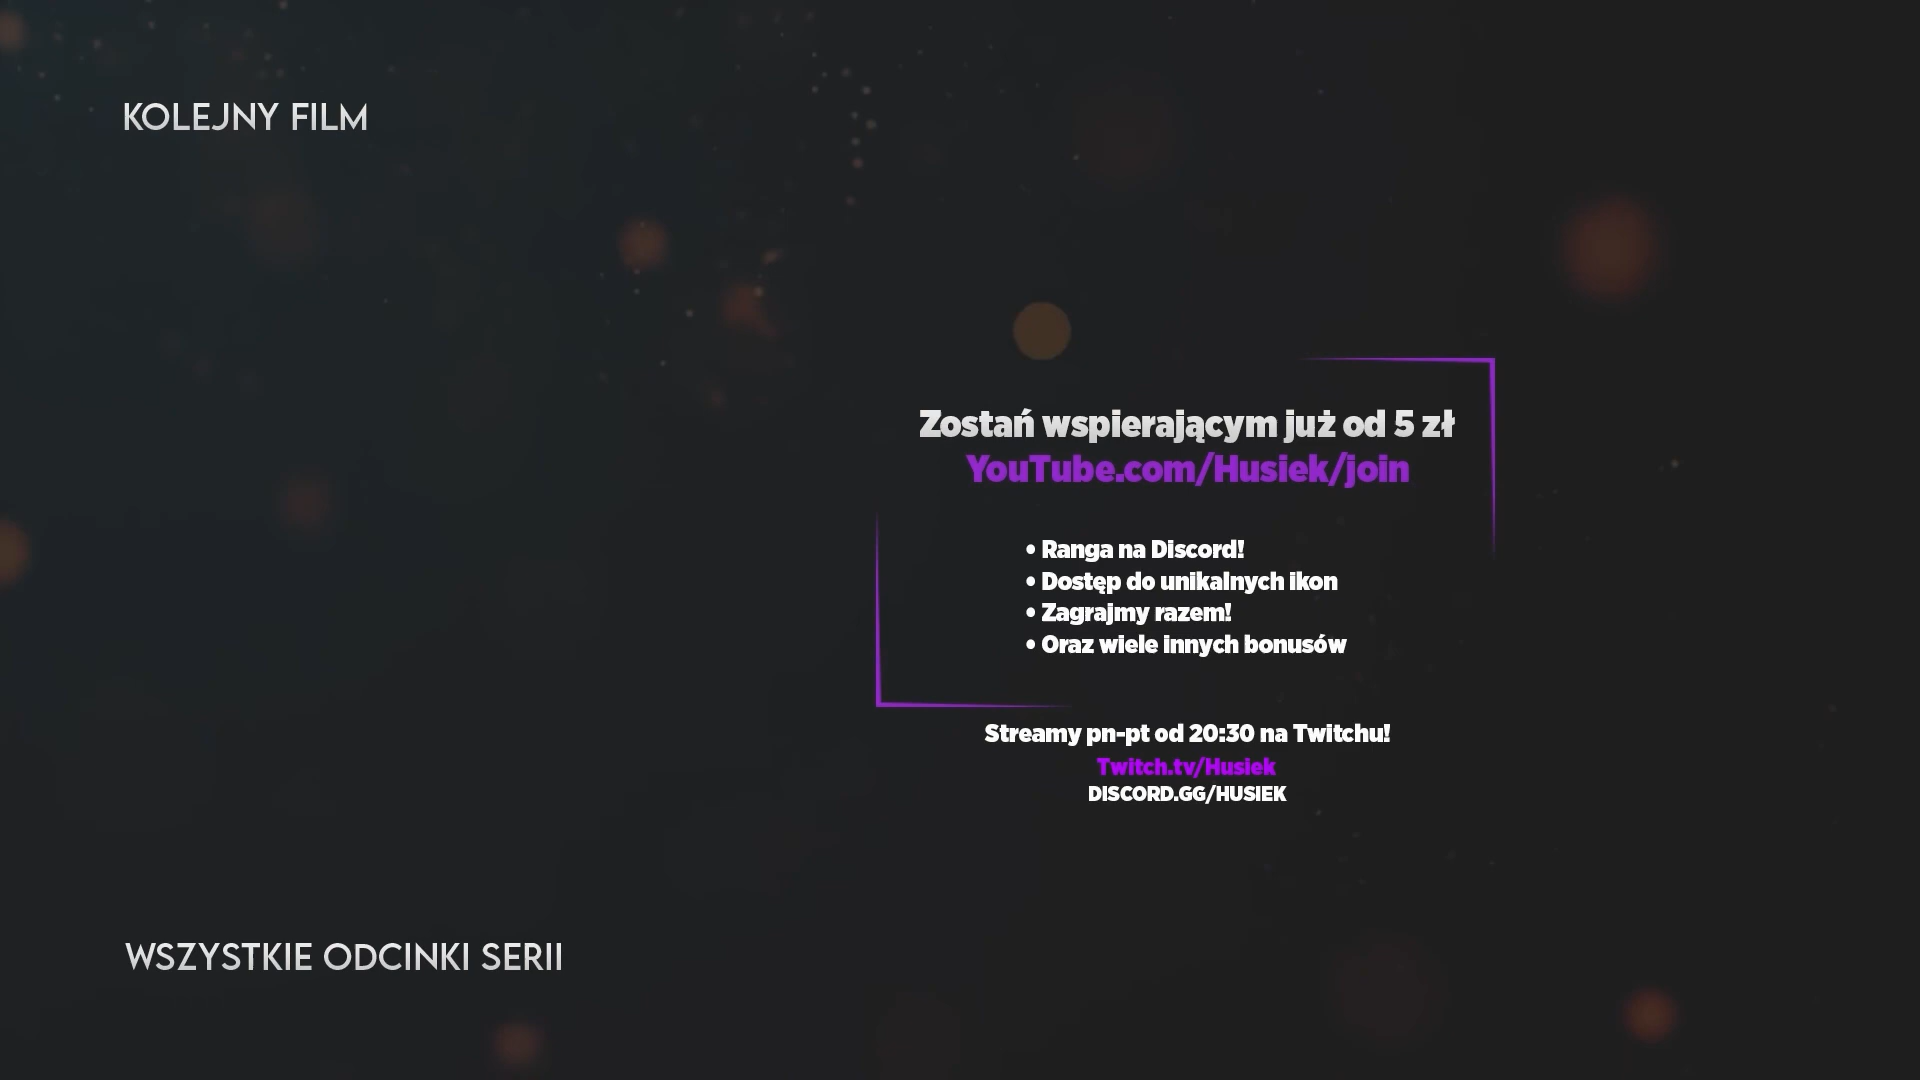 KOLEJNY FILM
Zostań wspierającym już od 5 zł
YouTube.com/Husiek/join
• Ranga na Discord!
• Dostęp do unikalnych ikon
• Zagrajmy razem!
• Oraz wiele innych bonusów
Streamy pn-pt od 20:30 na Twitchu!
Twitch.tv/Husiek
DISCORD.GG/HUSIEK
WSZYSTKIE ODCINKI SERII